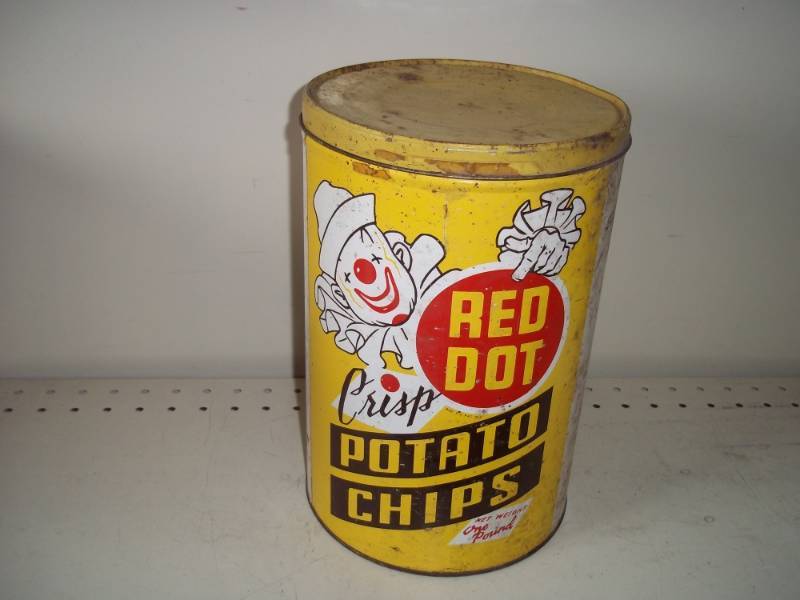 RED
DOT
Crisp
POTATO
CHIPS
NET WEIGHT
One
Pound